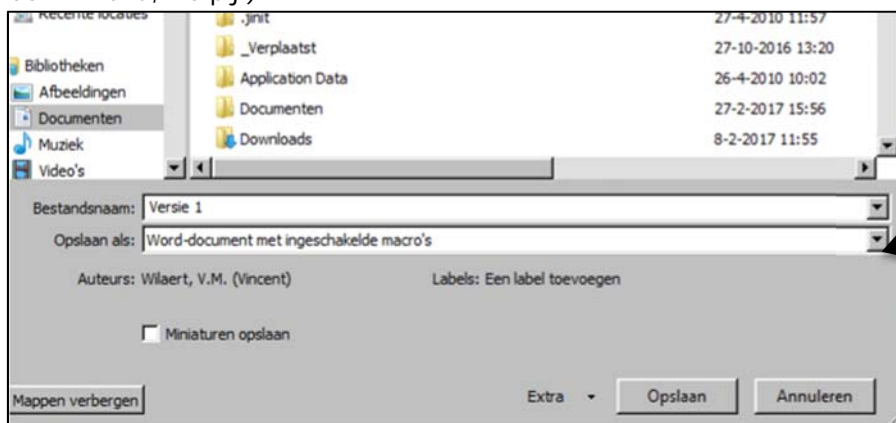 Recente locaties
.jinit 27-4-2010 11:57
_Verplaatst 27-10-2016 13:20
Bibliotheken
Application Data 26-4-2010 10:02
Afbeeldingen
Documenten 27-2-2017 15:56
Documenten
Downloads 8-2-2017 11:55
Muziek
Video's
Bestandsnaam: Versie 1
Opslaan als: Word-document met ingeschakelde macro's
Auteurs: Wilaert, V.M. (Vincent) Labels: Een label toevoegen
Miniaturen opslaan
Mappen verbergen Extra Opslaan Annuleren